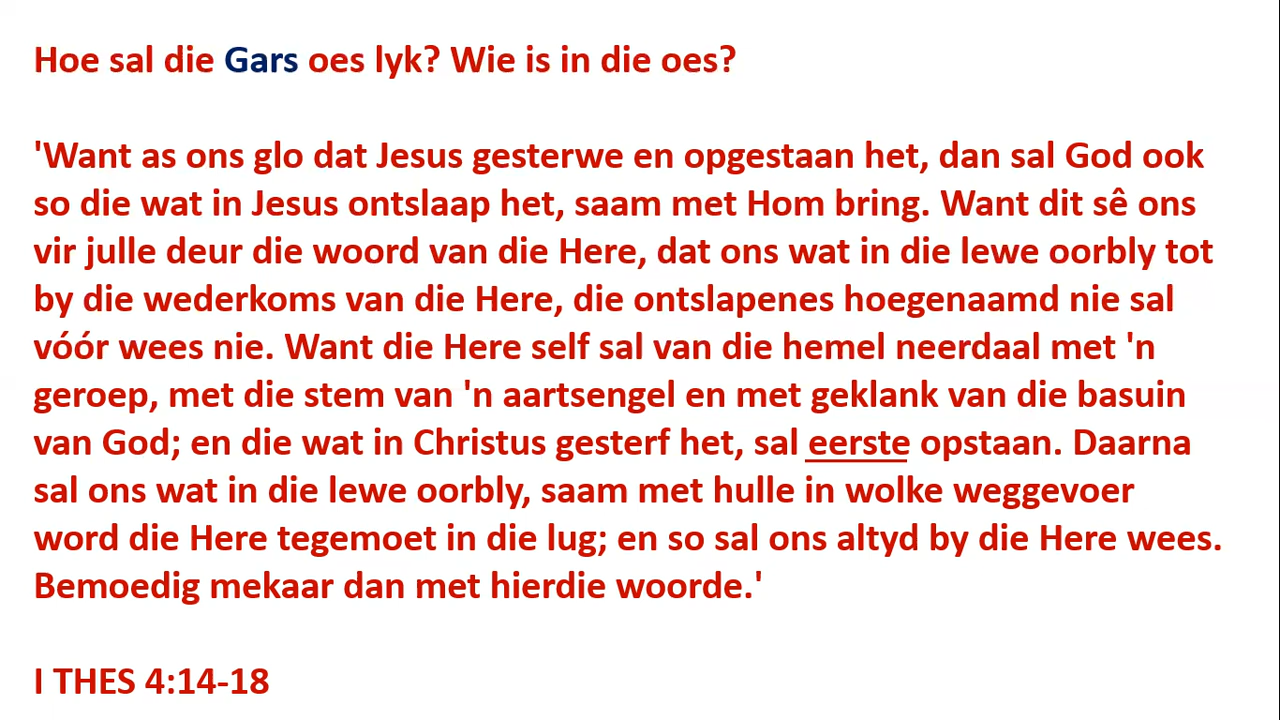 Hoe sal die Gars oes lyk? Wie is in die oes?
'Want as ons glo dat Jesus gesterwe en opgestaan het, dan sal God ook
so die wat in Jesus ontslaap het, saam met Hom bring. Want dit sê ons
vir julle deur die woord van die Here, dat ons wat in die lewe oorbly tot
by die wederkoms van die Here, die ontslapenes hoegenaamd nie sal
vóór wees nie. Want die Here self sal van die hemel neerdaal met 'n
geroep, met die stem van 'n aartsengel en met geklank van die basuin
van God; en die wat in Christus gesterf het, sal eerste opstaan. Daarna
sal ons wat in die lewe oorbly, saam met hulle in wolke weggevoer
word die Here tegemoet in die lug; en so sal ons altyd by die Here wees.
Bemoedig mekaar dan met hierdie woorde.'
I THES 4:14-18